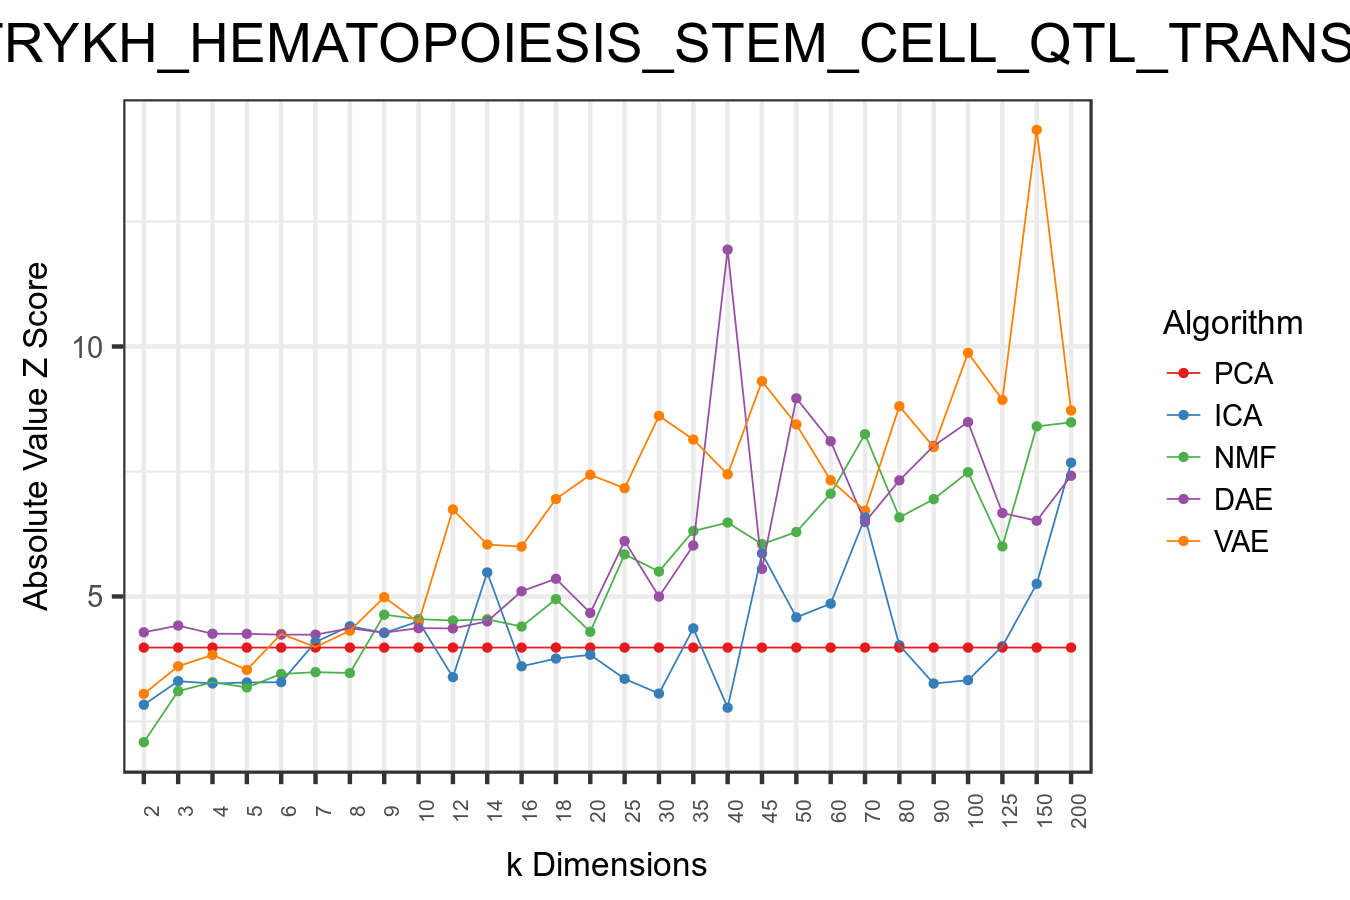 TRYKH_HEMATOPOIESIS_STEM_CELL_QTL_TRANS
Absolute Value Z Score
10
5
2 3 4 5 6 7 8 9 10 12 14 16 18 20 25 30 35 40 45 50 60 70 80 90 100 125 150 200
k Dimensions
Algorithm
PCA
ICA
NMF
DAE
VAE